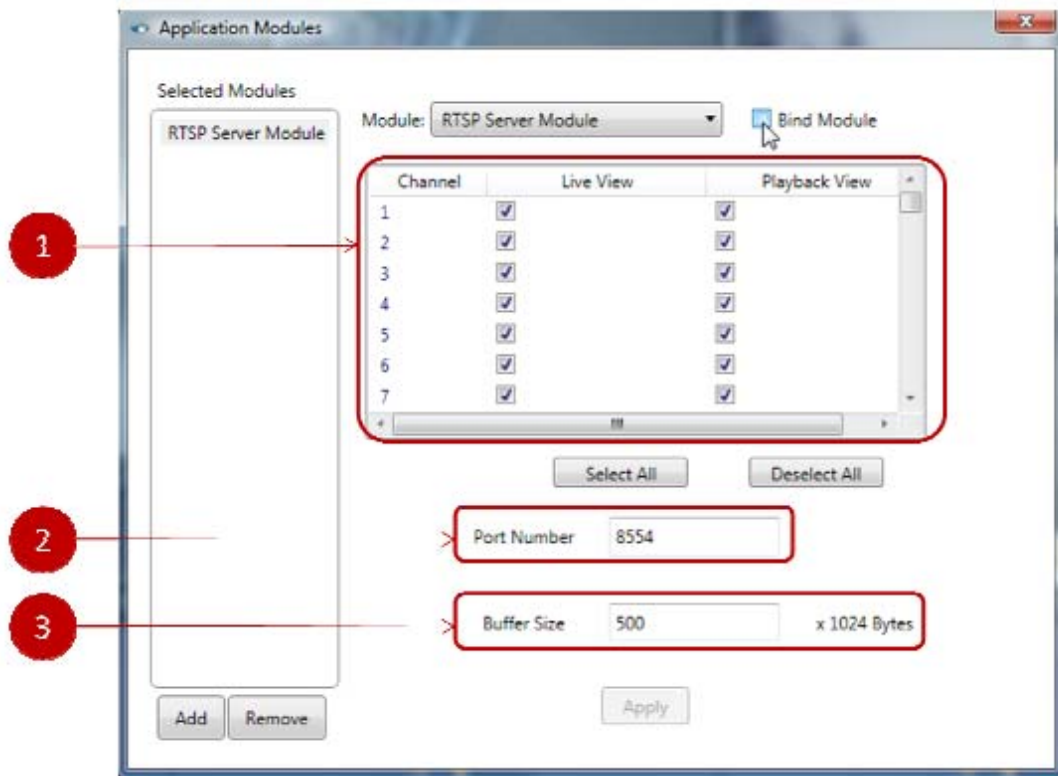 Application Modules
Selected Modules
RTSP Server Module
Module: RTSP Server Module
Bind Module
Channel Live View Playback View
1
2
3
4
5
6
7
Select All Deselect All
Port Number 8554
Buffer Size 500 x 1024 Bytes
Add Remove
Apply
1
2
3